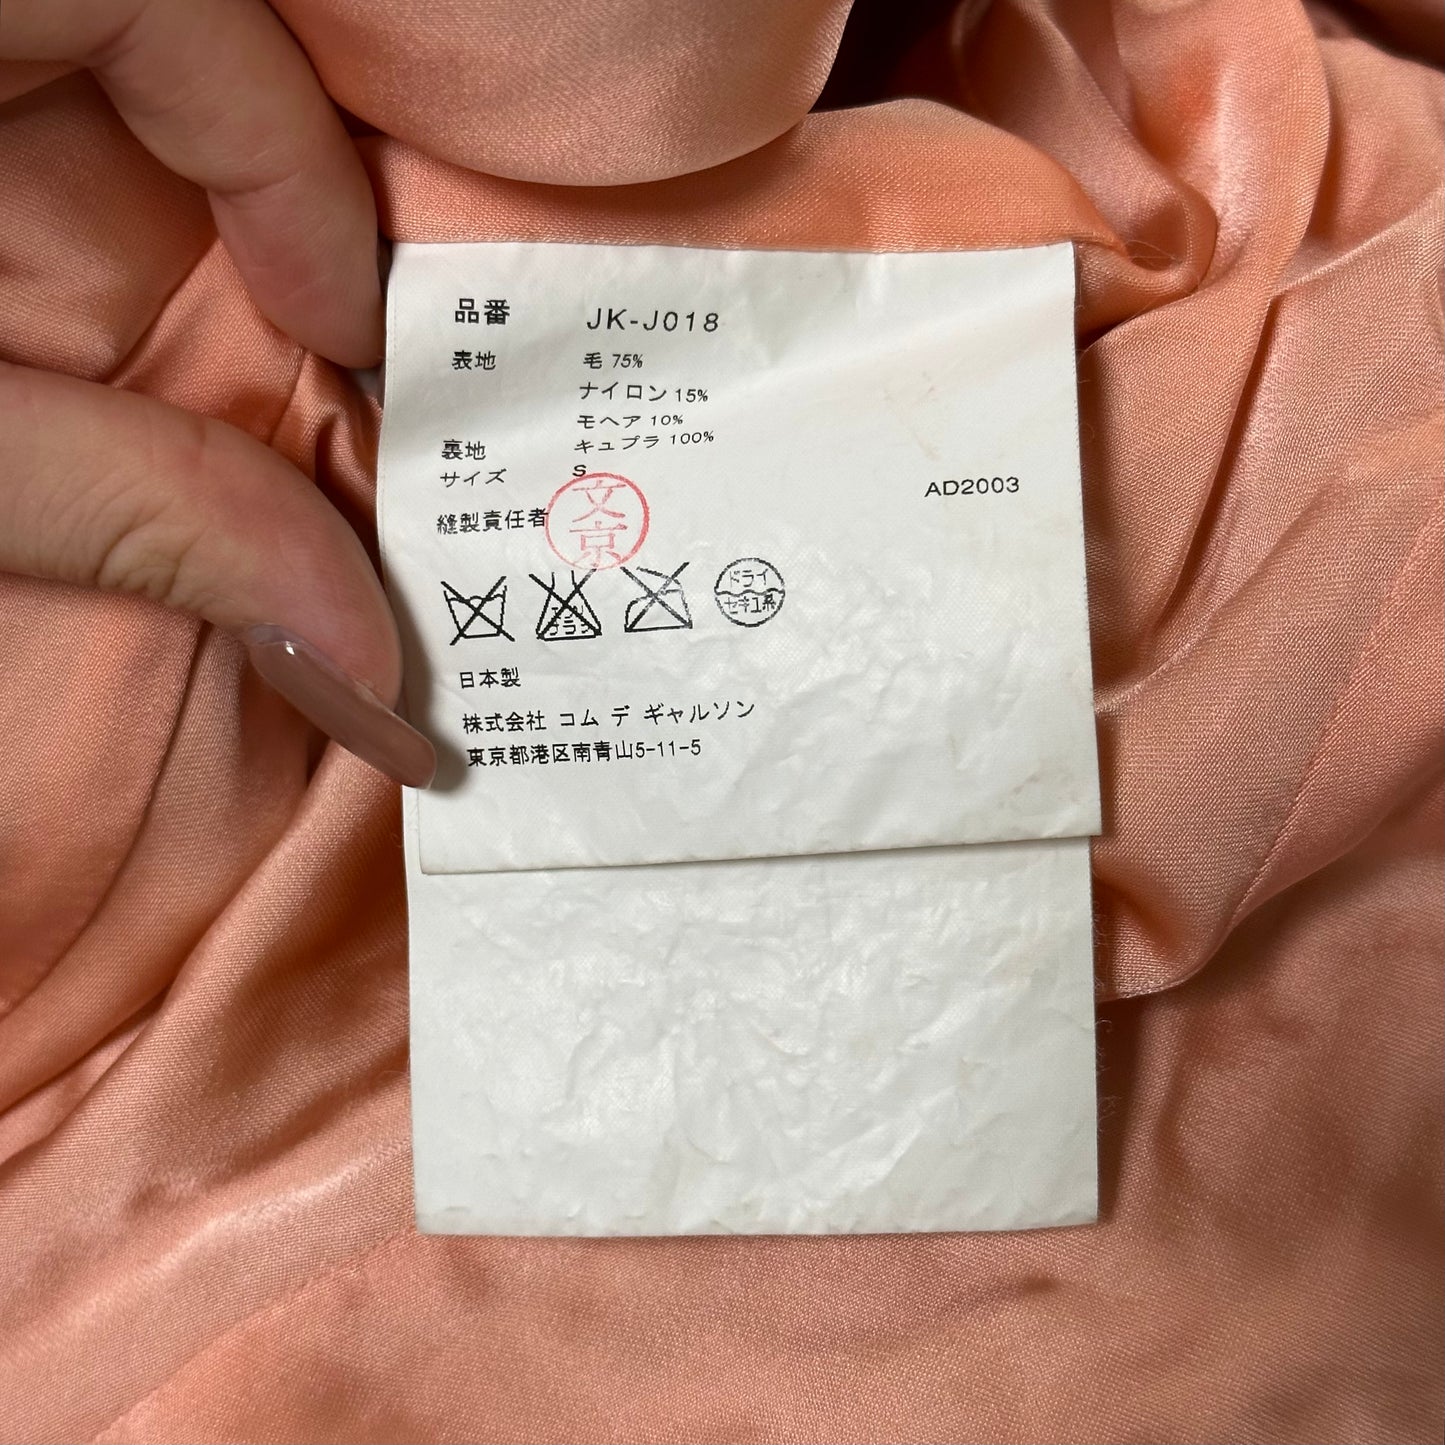 品番 JK-J018
表地 毛 75%
ナイロン 15%
モヘア 10%
裏地 キュプラ 100%
サイズ S
AD2003
縫製責任者
文京
ドライ
セキユ系
日本製
株式会社 コム デ ギャルソン
東京都港区南青山5-11-5